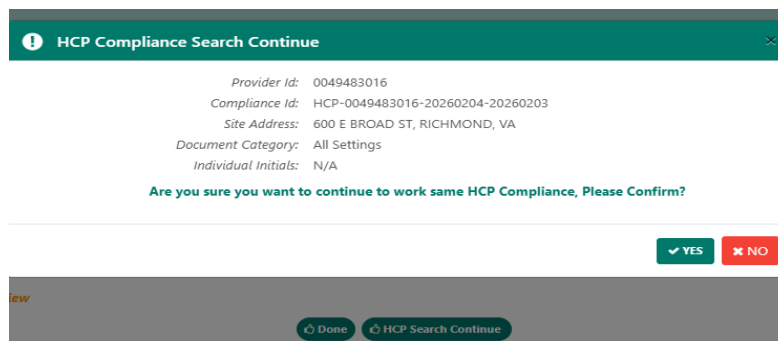 HCP Compliance Search Continue
Provider Id: 0049483016
Compliance Id: HCP-0049483016-20260204-20260203
Site Address: 600 E BROAD ST, RICHMOND, VA
Document Category: All Settings
Individual Initials: N/A
Are you sure you want to continue to work same HCP Compliance, Please Confirm?
YES NO
iew
Done HCP Search Continue